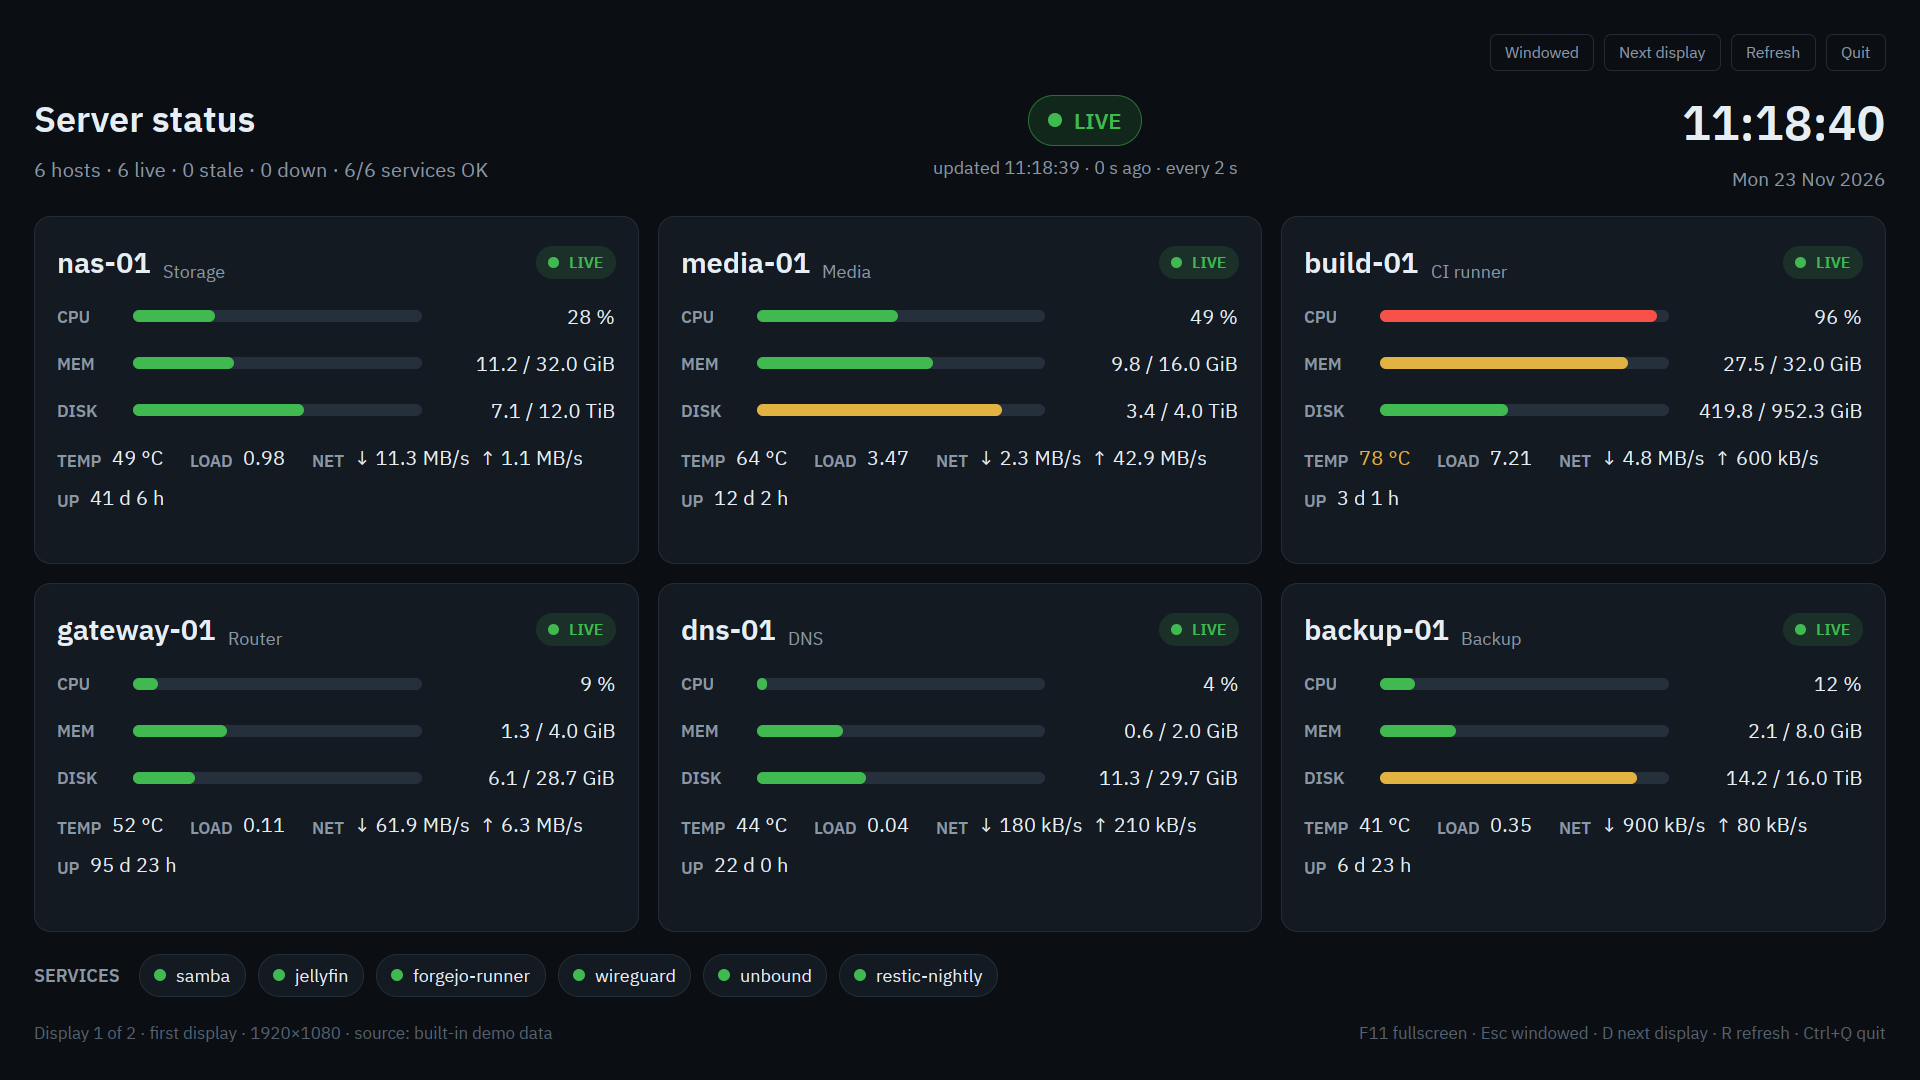 Windowed Next display Refresh Quit
Server status
LIVE
11:18:40
6 hosts · 6 live · 0 stale · 0 down · 6/6 services OK
updated 11:18:39 · 0 s ago · every 2 s
Mon 23 Nov 2026
nas-01 Storage LIVE
CPU 28 %
MEM 11.2 / 32.0 GiB
DISK 7.1 / 12.0 TiB
TEMP 49 °C LOAD 0.98 NET ↓ 11.3 MB/s ↑ 1.1 MB/s
UP 41 d 6 h
media-01 Media LIVE
CPU 49 %
MEM 9.8 / 16.0 GiB
DISK 3.4 / 4.0 TiB
TEMP 64 °C LOAD 3.47 NET ↓ 2.3 MB/s ↑ 42.9 MB/s
UP 12 d 2 h
build-01 CI runner LIVE
CPU 96 %
MEM 27.5 / 32.0 GiB
DISK 419.8 / 952.3 GiB
TEMP 78 °C LOAD 7.21 NET ↓ 4.8 MB/s ↑ 600 kB/s
UP 3 d 1 h
gateway-01 Router LIVE
CPU 9 %
MEM 1.3 / 4.0 GiB
DISK 6.1 / 28.7 GiB
TEMP 52 °C LOAD 0.11 NET ↓ 61.9 MB/s ↑ 6.3 MB/s
UP 95 d 23 h
dns-01 DNS LIVE
CPU 4 %
MEM 0.6 / 2.0 GiB
DISK 11.3 / 29.7 GiB
TEMP 44 °C LOAD 0.04 NET ↓ 180 kB/s ↑ 210 kB/s
UP 22 d 0 h
backup-01 Backup LIVE
CPU 12 %
MEM 2.1 / 8.0 GiB
DISK 14.2 / 16.0 TiB
TEMP 41 °C LOAD 0.35 NET ↓ 900 kB/s ↑ 80 kB/s
UP 6 d 23 h
SERVICES samba jellyfin forgejo-runner wireguard unbound restic-nightly
Display 1 of 2 · first display · 1920×1080 · source: built-in demo data
F11 fullscreen · Esc windowed · D next display · R refresh · Ctrl+Q quit